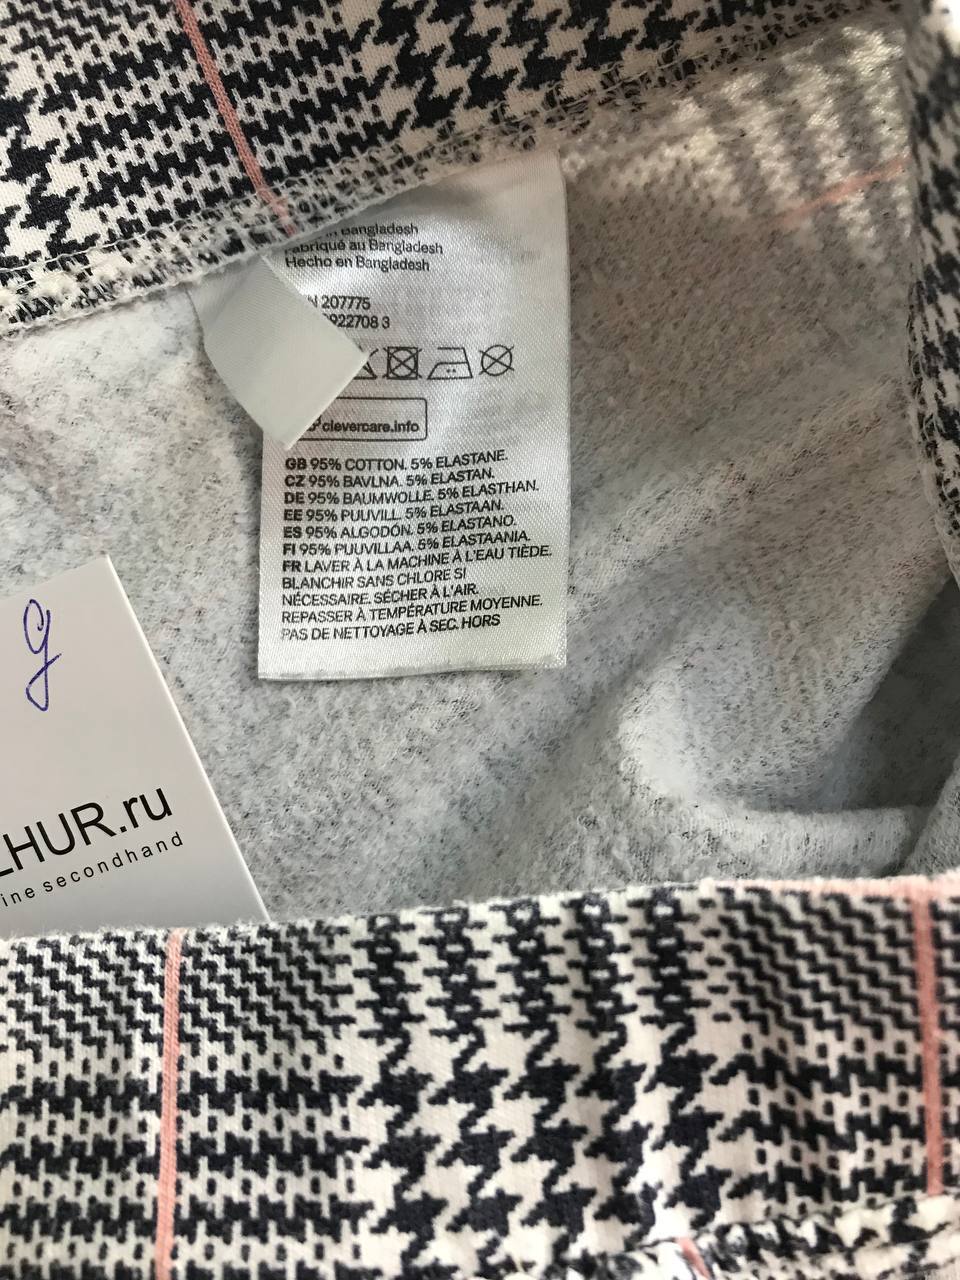 Bangladesh
Fabriqué au Bangladesh
Hecho en Bangladesh
N 207775
922708 3
clevercare.info
GB 95% COTTON. 5% ELASTANE.
CZ 95% BAVLNA. 5% ELASTAN.
DE 95% BAUMWOLLE. 5% ELASTHAN.
EE 95% PUUVILL. 5% ELASTAAN.
ES 95% ALGODÓN. 5% ELASTANO.
FI 95% PUUVILLAA. 5% ELASTAANIA.
FR LAVER À LA MACHINE À L'EAU TIÈDE.
BLANCHIR SANS CHLORE SI
NÉCESSAIRE. SÉCHER À L'AIR.
REPASSER À TEMPÉRATURE MOYENNE.
PAS DE NETTOYAGE À SEC. HORS
LHUR.ru
ine secondhand